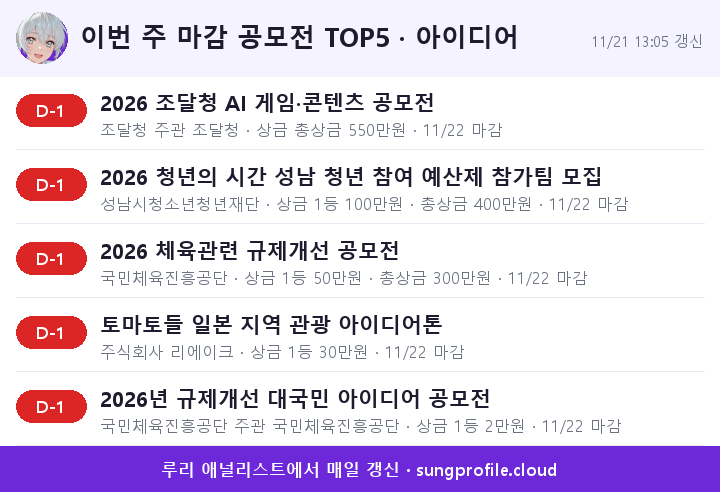 이번 주 마감 공모전 TOP5 · 아이디어
11/21 13:05 갱신
D-1
2026 조달청 AI 게임·콘텐츠 공모전
조달청 주관 조달청 · 상금 총상금 550만원 · 11/22 마감
D-1
2026 청년의 시간 성남 청년 참여 예산제 참가팀 모집
성남시청소년청년재단 · 상금 1등 100만원 · 총상금 400만원 · 11/22 마감
D-1
2026 체육관련 규제개선 공모전
국민체육진흥공단 · 상금 1등 50만원 · 총상금 300만원 · 11/22 마감
D-1
토마토들 일본 지역 관광 아이디어톤
주식회사 리에이크 · 상금 1등 30만원 · 11/22 마감
D-1
2026년 규제개선 대국민 아이디어 공모전
국민체육진흥공단 주관 국민체육진흥공단 · 상금 1등 2만원 · 11/22 마감
루리 애널리스트에서 매일 갱신 · sungprofile.cloud